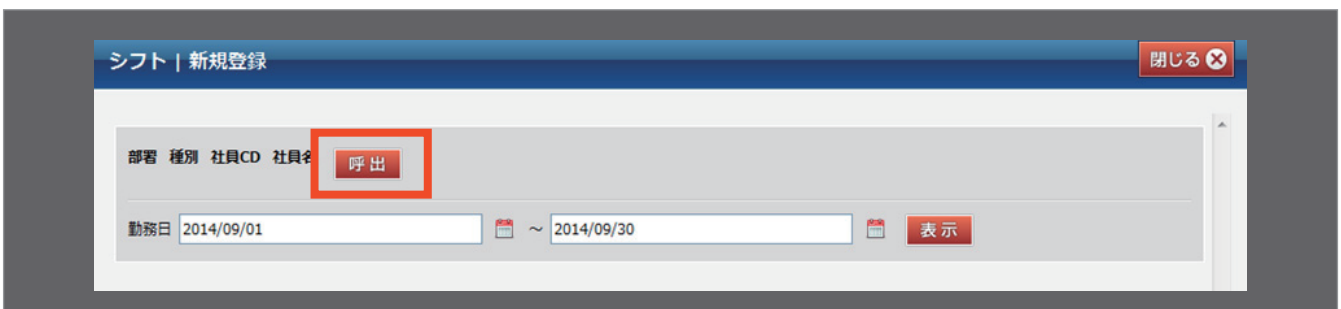 シフト | 新規登録
閉じる
部署 種別 社員CD 社員名 呼出
勤務日 2014/09/01 ～ 2014/09/30 表示